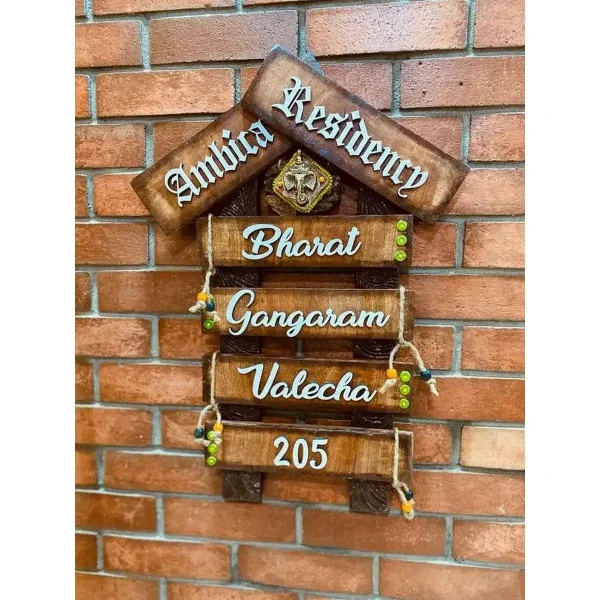 Ambica Residency
Bharat
Gangaram
Valecha
205